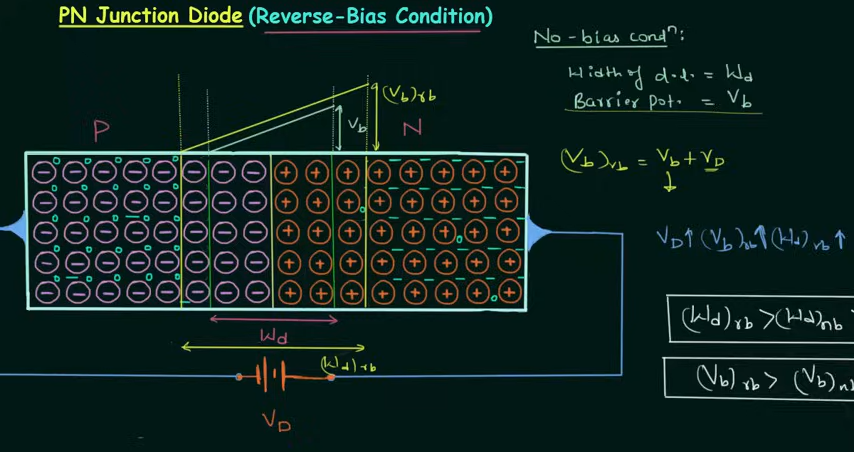 PN Junction Diode (Reverse-Bias Condition)
No-bias condⁿ:
Width of d.l. = Wd
Barrier pot. = Vb
(Vb)rb
Vb
P
N
(Vb)rb = Vb + VD
VD↑ (Vb)rb↑ (Wd)rb↑
Wd
(Wd)rb > (Wd)nb
(Wd)rb
(Vb)rb > (Vb)n
VD